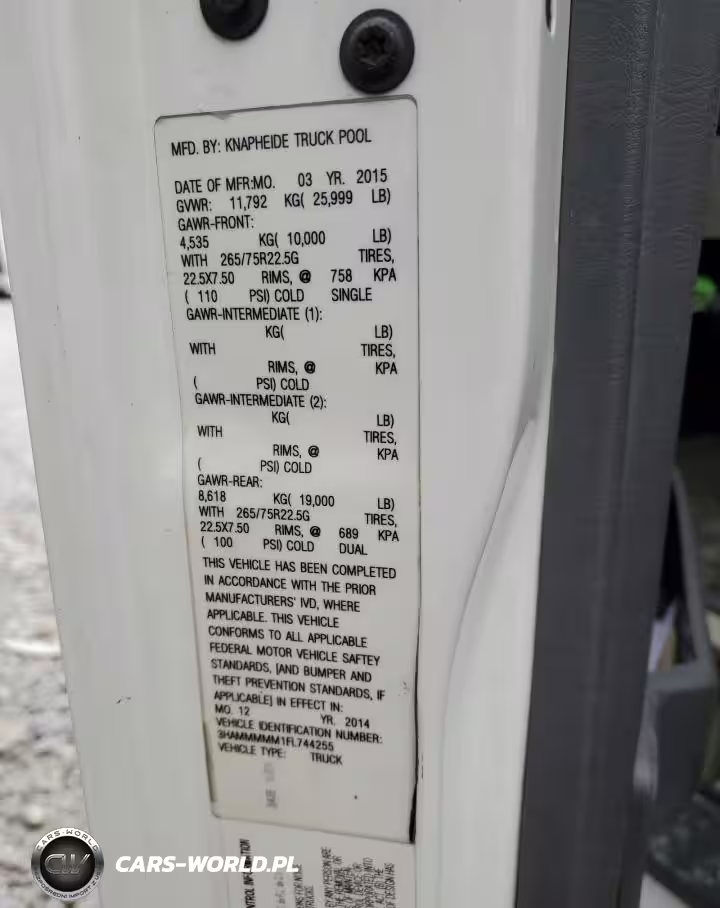 MFD. BY: KNAPHEIDE TRUCK POOL
DATE OF MFR:MO. 03 YR. 2015
GVWR: 11,792 KG( 25,999 LB)
GAWR-FRONT:
4,535 KG( 10,000 LB)
WITH 265/75R22.5G TIRES,
22.5X7.50 RIMS, @ 758 KPA
( 110 PSI) COLD SINGLE
GAWR-INTERMEDIATE (1):
KG( LB)
WITH TIRES,
RIMS, @ KPA
( PSI) COLD
GAWR-INTERMEDIATE (2):
KG( LB)
WITH TIRES,
RIMS, @ KPA
( PSI) COLD
GAWR-REAR:
8,618 KG( 19,000 LB)
WITH 265/75R22.5G TIRES,
22.5X7.50 RIMS, @ 689 KPA
( 100 PSI) COLD DUAL
THIS VEHICLE HAS BEEN COMPLETED
IN ACCORDANCE WITH THE PRIOR
MANUFACTURERS' IVD, WHERE
APPLICABLE. THIS VEHICLE
CONFORMS TO ALL APPLICABLE
FEDERAL MOTOR VEHICLE SAFTEY
STANDARDS, [AND BUMPER AND
THEFT PREVENTION STANDARDS, IF
APPLICABLE] IN EFFECT IN:
MO. 12 YR. 2014
VEHICLE IDENTIFICATION NUMBER:
3HAMMMMM1FL744255
VEHICLE TYPE: TRUCK
CARS-WORLD
CW
CARS-WORLD.PL